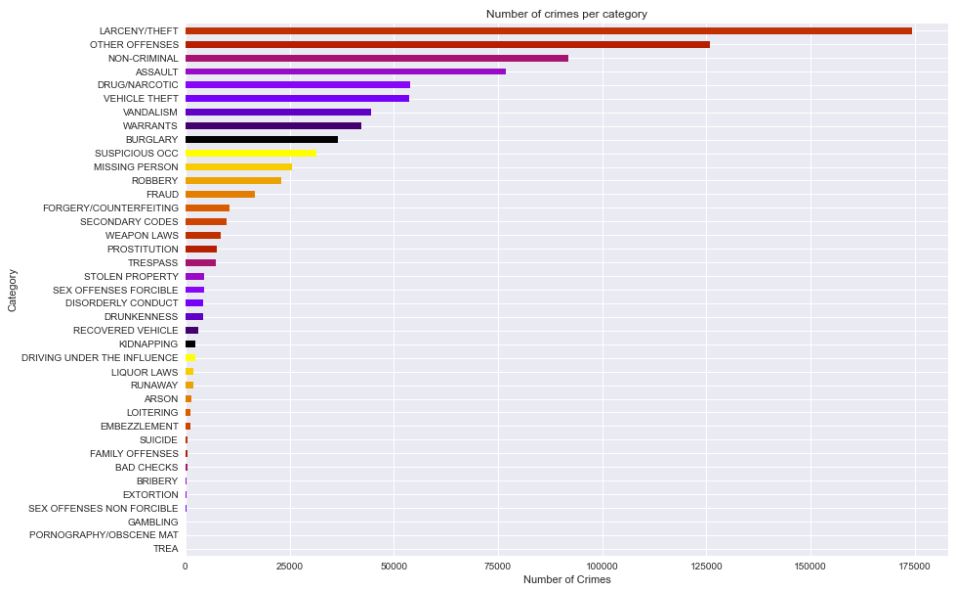 Number of crimes per category
LARCENY/THEFT
OTHER OFFENSES
NON-CRIMINAL
ASSAULT
DRUG/NARCOTIC
VEHICLE THEFT
VANDALISM
WARRANTS
BURGLARY
SUSPICIOUS OCC
MISSING PERSON
ROBBERY
FRAUD
FORGERY/COUNTERFEITING
SECONDARY CODES
WEAPON LAWS
PROSTITUTION
TRESPASS
STOLEN PROPERTY
SEX OFFENSES FORCIBLE
DISORDERLY CONDUCT
DRUNKENNESS
RECOVERED VEHICLE
KIDNAPPING
DRIVING UNDER THE INFLUENCE
LIQUOR LAWS
RUNAWAY
ARSON
LOITERING
EMBEZZLEMENT
SUICIDE
FAMILY OFFENSES
BAD CHECKS
BRIBERY
EXTORTION
SEX OFFENSES NON FORCIBLE
GAMBLING
PORNOGRAPHY/OBSCENE MAT
TREA
Category
0 25000 50000 75000 100000 125000 150000 175000
Number of Crimes